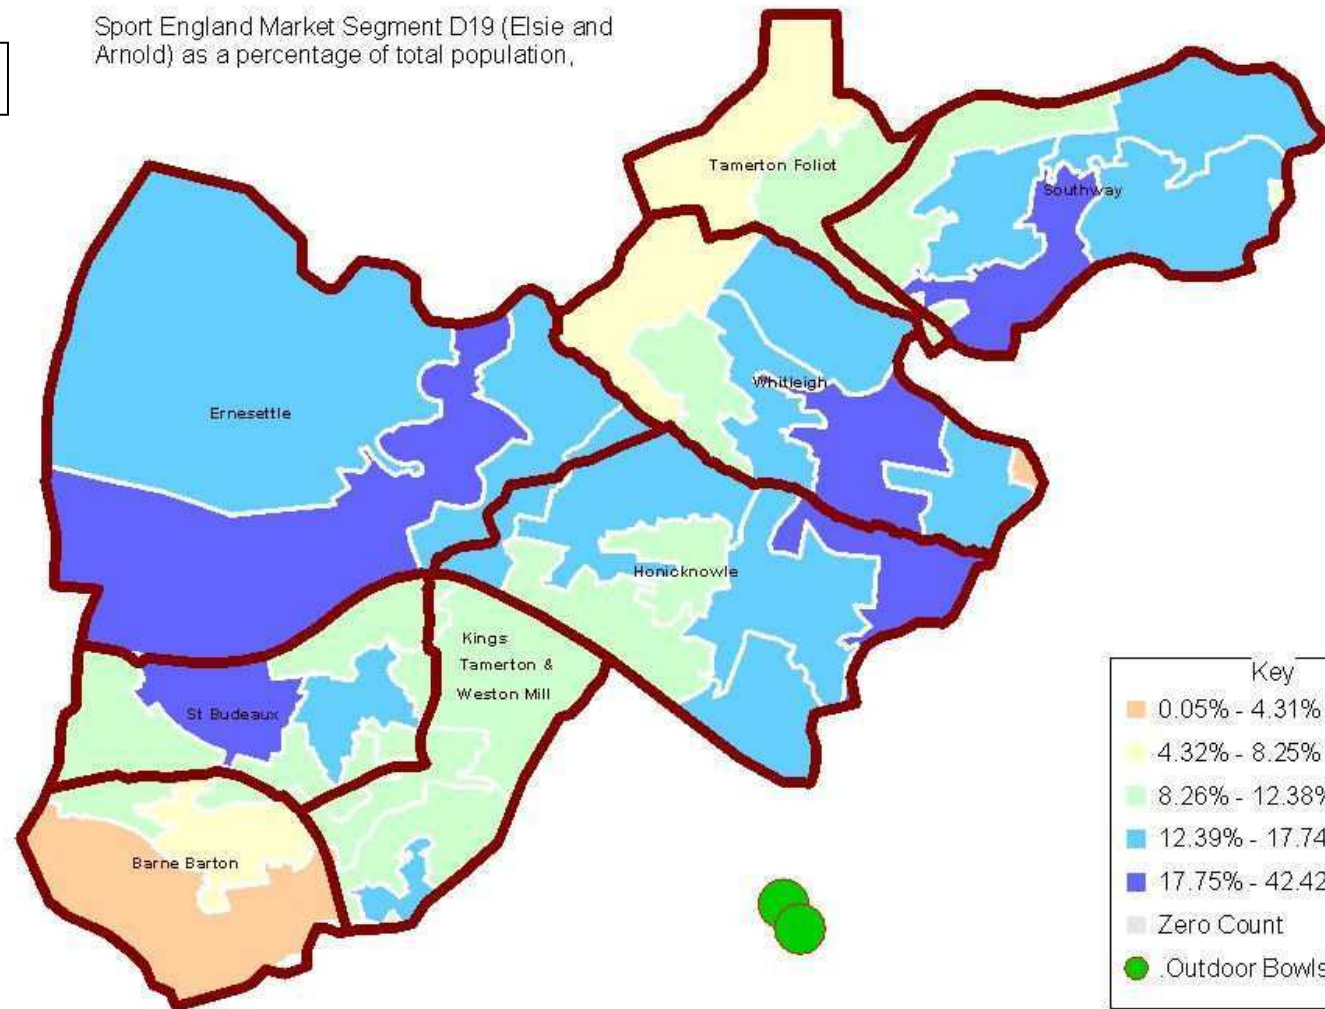 Sport England Market Segment D19 (Elsie and
Arnold) as a percentage of total population,
Tamerton Foliot
Southway
Whitleigh
Ernesettle
Honicknowle
Kings
Tamerton &
Weston Mill
St Budeaux
Barne Barton
Key
0.05% - 4.31%
4.32% - 8.25%
8.26% - 12.38%
12.39% - 17.74
17.75% - 42.42
Zero Count
.Outdoor Bowls